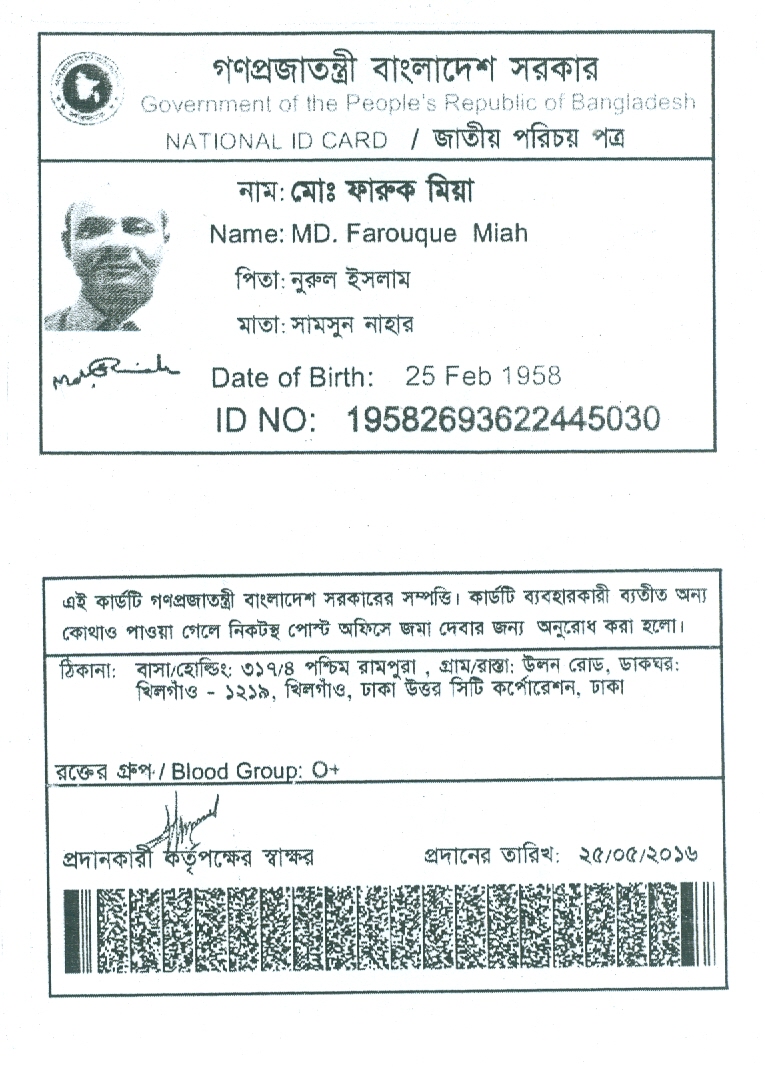 গণপ্রজাতন্ত্রী বাংলাদেশ সরকার
Government of the People's Republic of Bangladesh
NATIONAL ID CARD / জাতীয় পরিচয় পত্র
নাম: মোঃ ফারুক মিয়া
Name: MD. Farouque Miah
পিতা: নুরুল ইসলাম
মাতা: সামসুন নাহার
Date of Birth: 25 Feb 1958
ID NO: 19582693622445030
এই কার্ডটি গণপ্রজাতন্ত্রী বাংলাদেশ সরকারের সম্পত্তি। কার্ডটি ব্যবহারকারী ব্যতীত অন্য
কোথাও পাওয়া গেলে নিকটস্থ পোস্ট অফিসে জমা দেবার জন্য অনুরোধ করা হলো।
ঠিকানা: বাসা/হোল্ডিং: ৩১৭/৪ পশ্চিম রামপুরা , গ্রাম/রাস্তা: উলন রোড, ডাকঘর:
খিলগাঁও - ১২১৯, খিলগাঁও, ঢাকা উত্তর সিটি কর্পোরেশন, ঢাকা
রক্তের গ্রুপ / Blood Group: O+
প্রদানকারী কর্তৃপক্ষের স্বাক্ষর প্রদানের তারিখ: ২৫/০৫/২০১৬